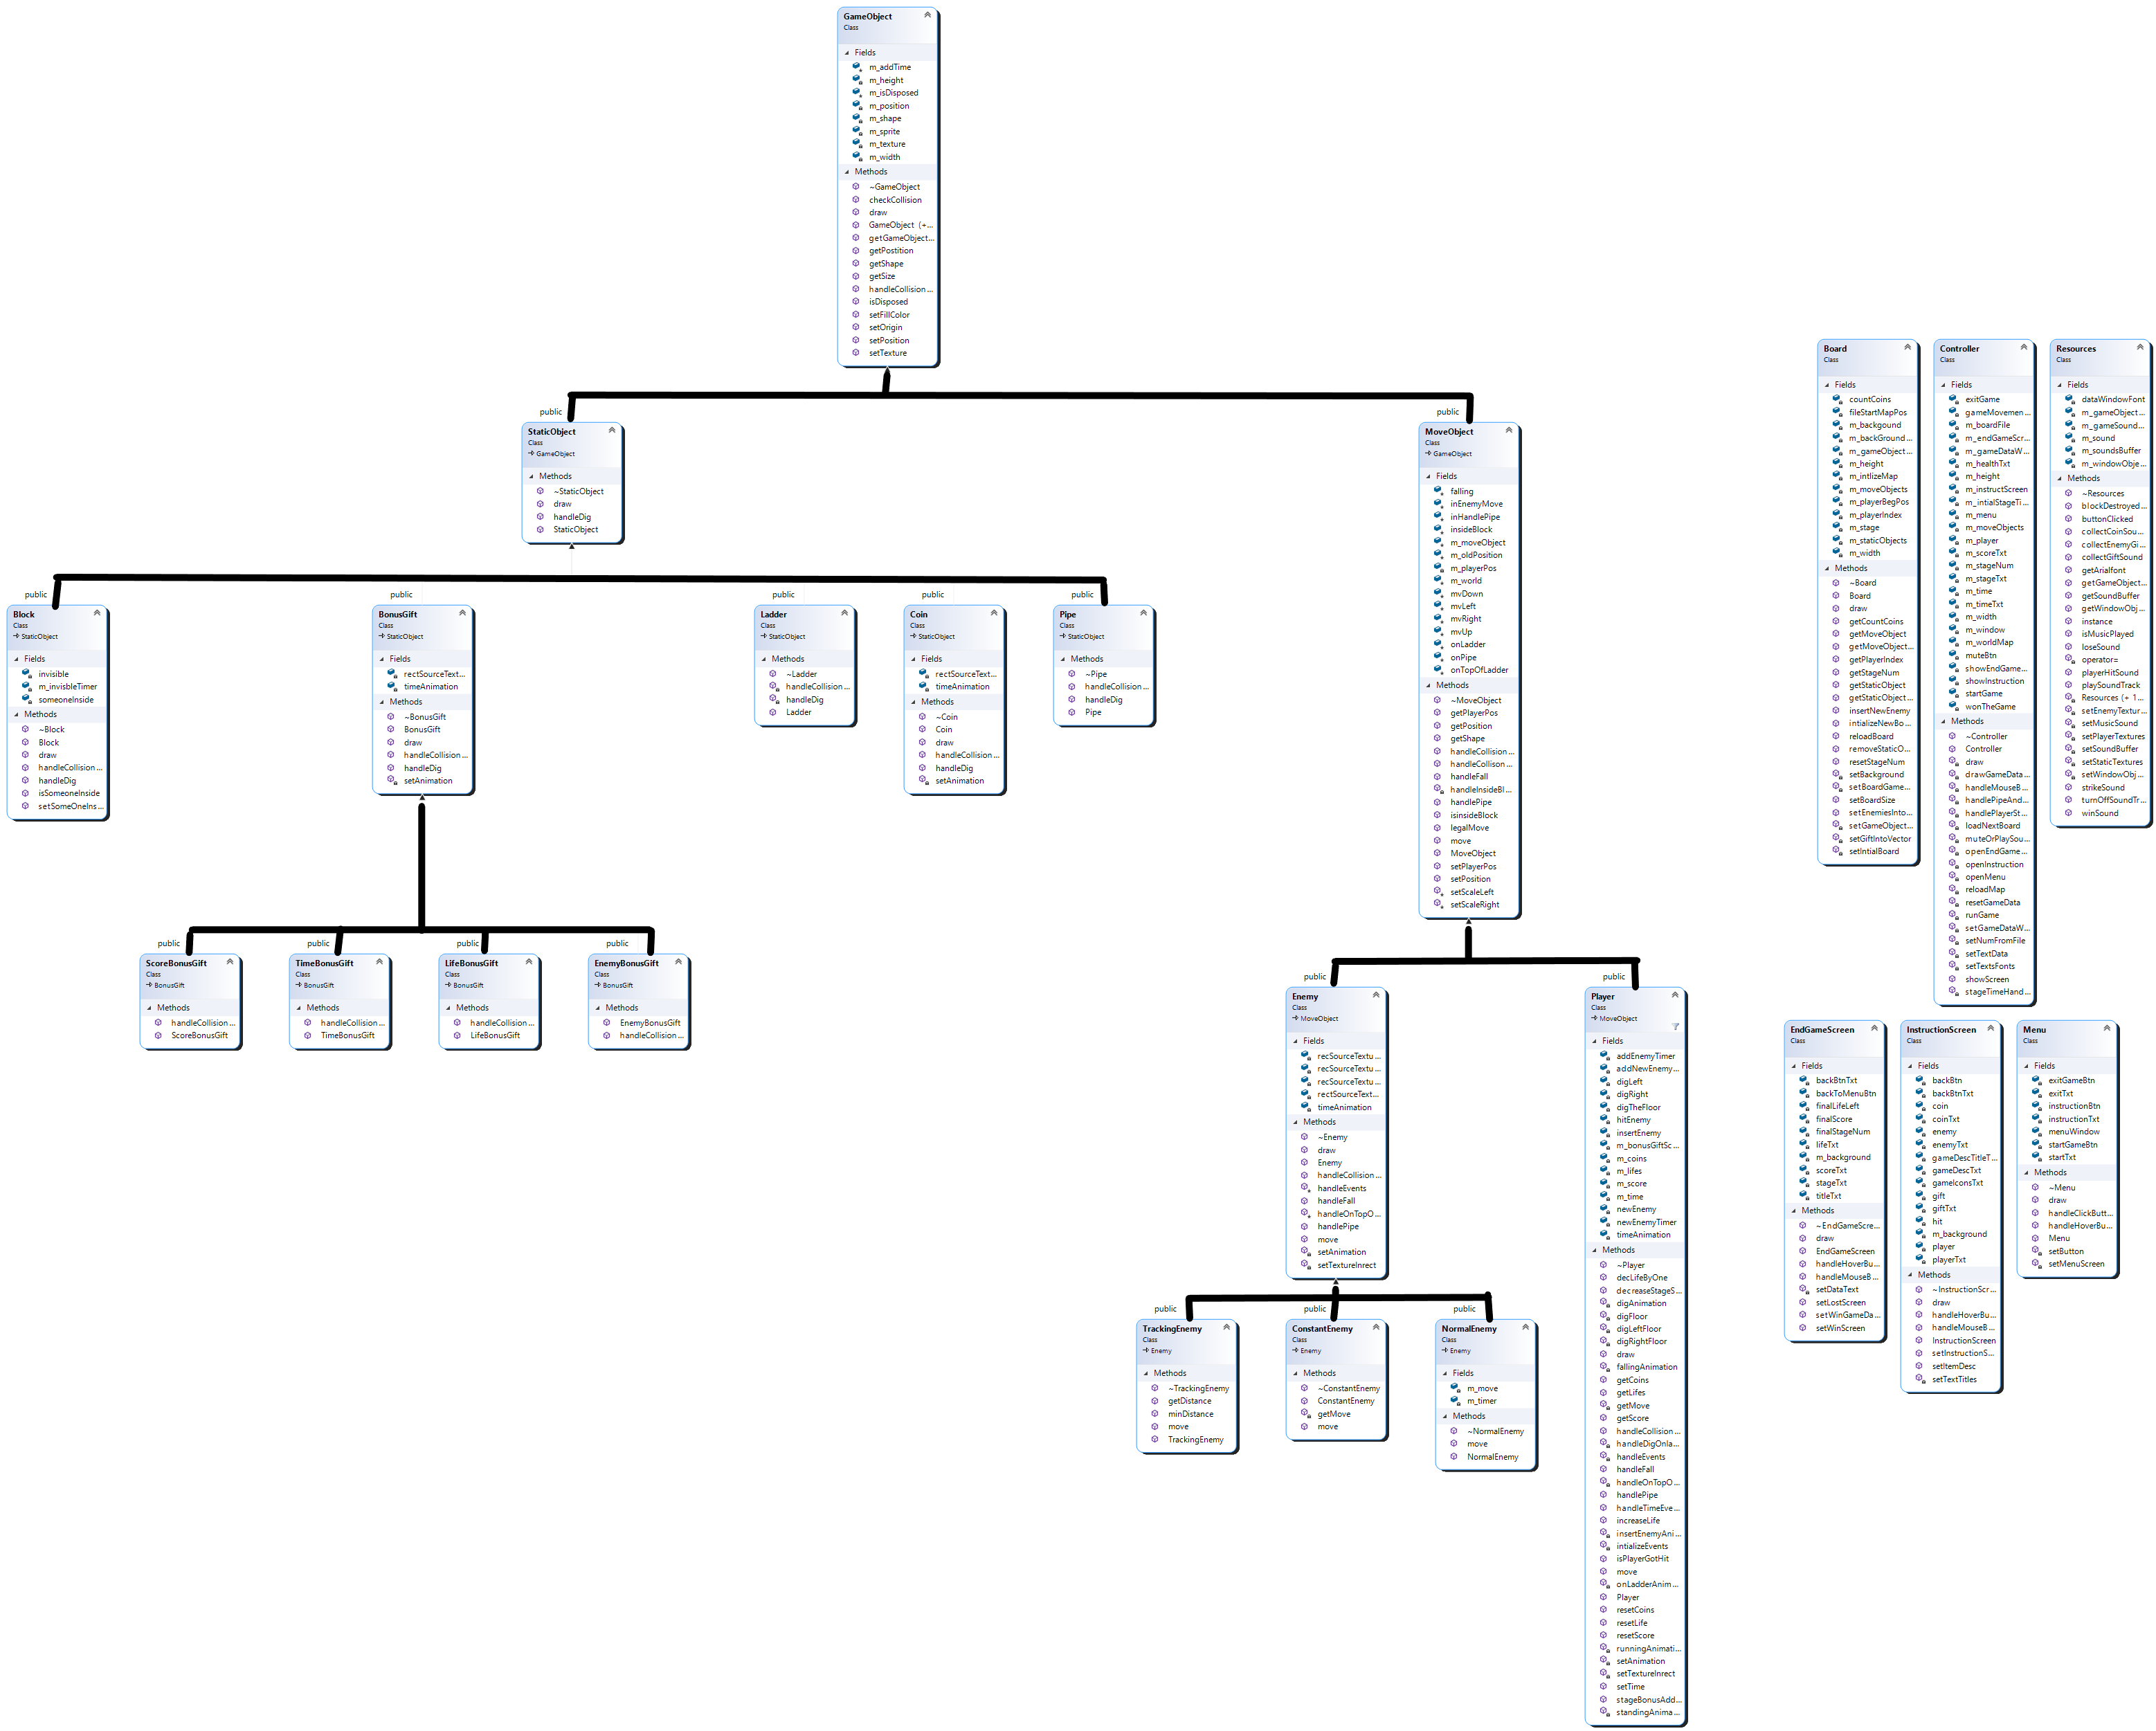 GameObject
Class
Fields
m_addTime
m_height
m_isDisposed
m_position
m_shape
m_sprite
m_texture
m_width
Methods
~GameObject
checkCollision
draw
GameObject (+...
getGameObject...
getPostition
getShape
getSize
handleCollision...
isDisposed
setFillColor
setOrigin
setPosition
setTexture
public
StaticObject
Class
GameObject
Methods
~StaticObject
draw
handleDig
StaticObject
public
MoveObject
Class
GameObject
Fields
falling
inEnemyMove
inHandlePipe
insideBlock
m_moveObject
m_oldPosition
m_playerPos
m_world
mvDown
mvLeft
mvRight
mvUp
onLadder
onPipe
onTopOfLadder
Methods
~MoveObject
getPlayerPos
getPosition
getShape
handleCollision...
handleCollison...
handleFall
handleInsideBl...
handlePipe
isinsideBlock
legalMove
move
MoveObject
setPlayerPos
setPosition
setScaleLeft
setScaleRight
public
Block
Class
StaticObject
Fields
invisible
m_invisbleTimer
someoneInside
Methods
~Block
Block
draw
handleCollision...
handleDig
isSomeoneInside
setSomeOneIns...
public
BonusGift
Class
StaticObject
Fields
rectSourceText...
timeAnimation
Methods
~BonusGift
BonusGift
draw
handleCollision...
handleDig
setAnimation
public
Ladder
Class
StaticObject
Methods
~Ladder
handleCollision...
handleDig
Ladder
public
Coin
Class
StaticObject
Fields
rectSourceText...
timeAnimation
Methods
~Coin
Coin
draw
handleCollision...
handleDig
setAnimation
public
Pipe
Class
StaticObject
Methods
~Pipe
handleCollision...
handleDig
Pipe
public
ScoreBonusGift
Class
BonusGift
Methods
handleCollision...
ScoreBonusGift
public
TimeBonusGift
Class
BonusGift
Methods
handleCollision...
TimeBonusGift
public
LifeBonusGift
Class
BonusGift
Methods
handleCollision...
LifeBonusGift
public
EnemyBonusGift
Class
BonusGift
Methods
EnemyBonusGift
handleCollision...
public
Enemy
Class
MoveObject
Fields
recSourceTextu...
recSourceTextu...
recSourceTextu...
rectSourceText...
timeAnimation
Methods
~Enemy
draw
Enemy
handleCollision...
handleEvents
handleFall
handleOnTopO...
handlePipe
move
setAnimation
setTextureInrect
public
Player
Class
MoveObject
Fields
addEnemyTimer
addNewEnemy...
digLeft
digRight
digTheFloor
hitEnemy
insertEnemy
m_bonusGiftSc...
m_coins
m_lifes
m_score
m_time
newEnemy
newEnemyTimer
timeAnimation
Methods
~Player
decLifeByOne
decreaseStageS...
digAnimation
digFloor
digLeftFloor
digRightFloor
draw
fallingAnimation
getCoins
getLifes
getMove
getScore
handleCollision...
handleDigOnla...
handleEvents
handleFall
handleOnTopO...
handlePipe
handleTimeEve...
increaseLife
insertEnemyAni...
intializeEvents
isPlayerGotHit
move
onLadderAnim...
Player
resetCoins
resetLife
resetScore
runningAnimati...
setAnimation
setTextureInrect
setTime
stageBonusAdd...
standingAnima...
public
TrackingEnemy
Class
Enemy
Methods
~TrackingEnemy
getDistance
minDistance
move
TrackingEnemy
public
ConstantEnemy
Class
Enemy
Methods
~ConstantEnemy
ConstantEnemy
getMove
move
public
NormalEnemy
Class
Enemy
Fields
m_move
m_timer
Methods
~NormalEnemy
move
NormalEnemy
Board
Class
Fields
countCoins
fileStartMapPos
m_backgound
m_backGround...
m_gameObject...
m_height
m_intlizeMap
m_moveObjects
m_playerBegPos
m_playerIndex
m_stage
m_staticObjects
m_width
Methods
~Board
Board
draw
getCountCoins
getMoveObject
getMoveObject...
getPlayerIndex
getStageNum
getStaticObject
getStaticObject...
insertNewEnemy
intializeNewBo...
reloadBoard
removeStaticO...
resetStageNum
setBackground
setBoardGame...
setBoardSize
setEnemiesInto...
setGameObject...
setGiftIntoVector
setIntialBoard
Controller
Class
Fields
exitGame
gameMovemen...
m_boardFile
m_endGameScr...
m_gameDataW...
m_healthTxt
m_height
m_instructScreen
m_intialStageTi...
m_menu
m_moveObjects
m_player
m_scoreTxt
m_stageNum
m_stageTxt
m_time
m_timeTxt
m_width
m_window
m_worldMap
muteBtn
showEndGame...
showInstruction
startGame
wonTheGame
Methods
~Controller
Controller
draw
drawGameData...
handleMouseB...
handlePipeAnd...
handlePlayerSt...
loadNextBoard
muteOrPlaySou...
openEndGame...
openInstruction
openMenu
reloadMap
resetGameData
runGame
setGameDataW...
setNumFromFile
setTextData
setTextsFonts
showScreen
stageTimeHand...
Resources
Class
Fields
dataWindowFont
m_gameObject...
m_gameSound...
m_sound
m_soundsBuffer
m_windowObje...
Methods
~Resources
blockDestroyed...
buttonClicked
collectCoinSou...
collectEnemyGi...
collectGiftSound
getArialfont
getGameObject...
getSoundBuffer
getWindowObj...
instance
isMusicPlayed
loseSound
operator=
playerHitSound
playSoundTrack
Resources (+ 1...
setEnemyTextur...
setMusicSound
setPlayerTextures
setSoundBuffer
setStaticTextures
setWindowObj...
strikeSound
turnOffSoundTr...
winSound
EndGameScreen
Class
Fields
backBtnTxt
backToMenuBtn
finalLifeLeft
finalScore
finalStageNum
lifeTxt
m_background
scoreTxt
stageTxt
titleTxt
Methods
~EndGameScre...
draw
EndGameScreen
handleHoverBu...
handleMouseB...
setDataText
setLostScreen
setWinGameDa...
setWinScreen
InstructionScreen
Class
Fields
backBtn
backBtnTxt
coin
coinTxt
enemy
enemyTxt
gameDescTitleT...
gameDescTxt
gameIconsTxt
gift
giftTxt
hit
m_background
player
playerTxt
Methods
~InstructionScr...
draw
handleHoverBu...
handleMouseB...
InstructionScreen
setInstructionS...
setItemDesc
setTextTitles
Menu
Class
Fields
exitGameBtn
exitTxt
instructionBtn
instructionTxt
menuWindow
startGameBtn
startTxt
Methods
~Menu
draw
handleClickButt...
handleHoverBu...
Menu
setButton
setMenuScreen